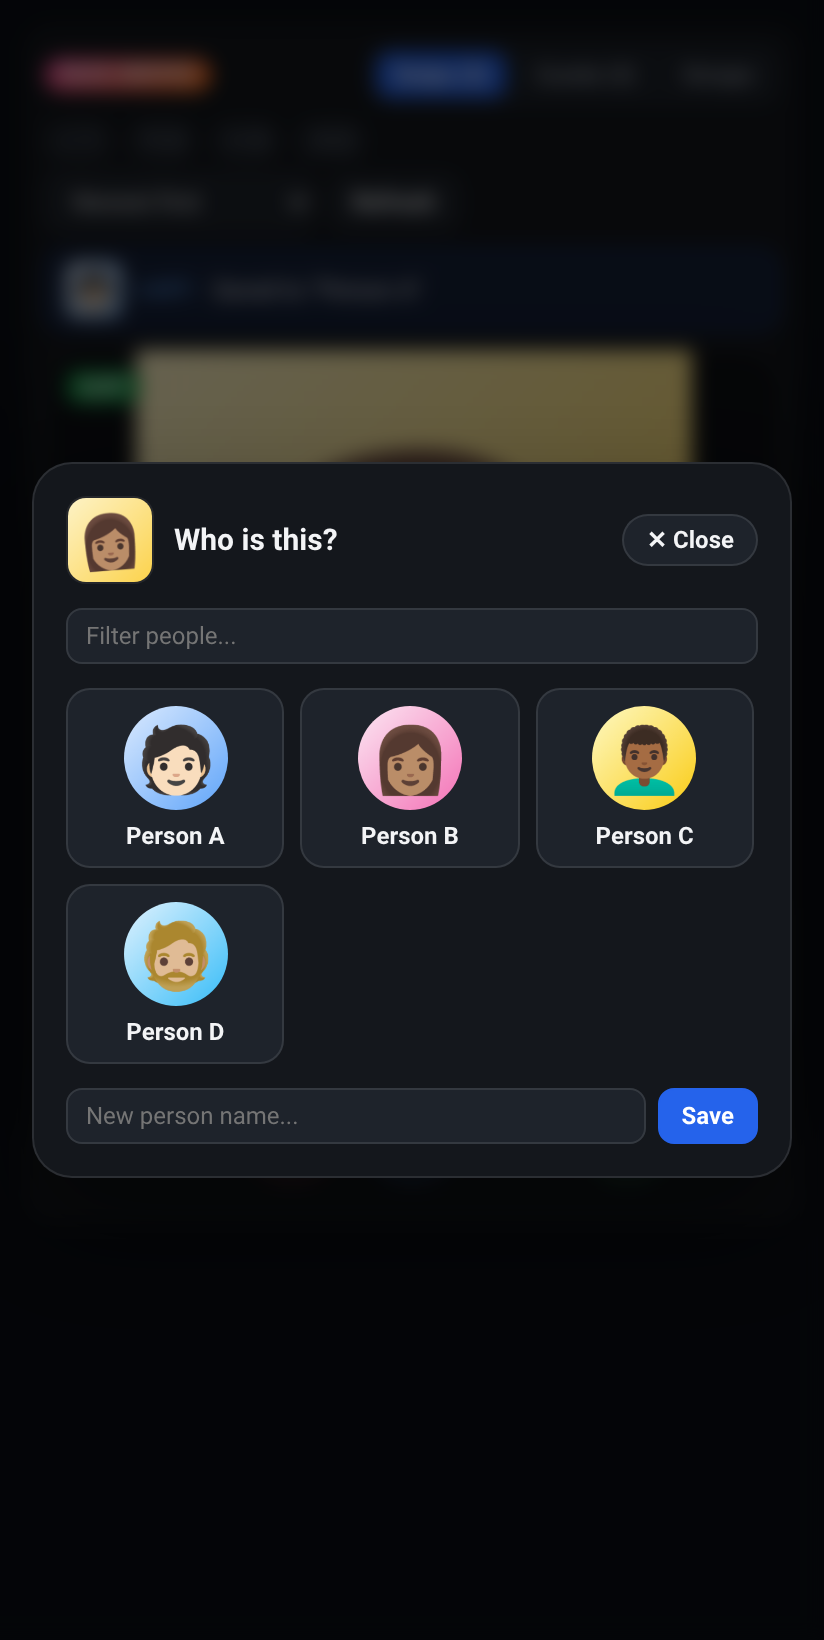 Who is this?
✕ Close
Filter people...
Person A
Person B
Person C
Person D
New person name...
Save